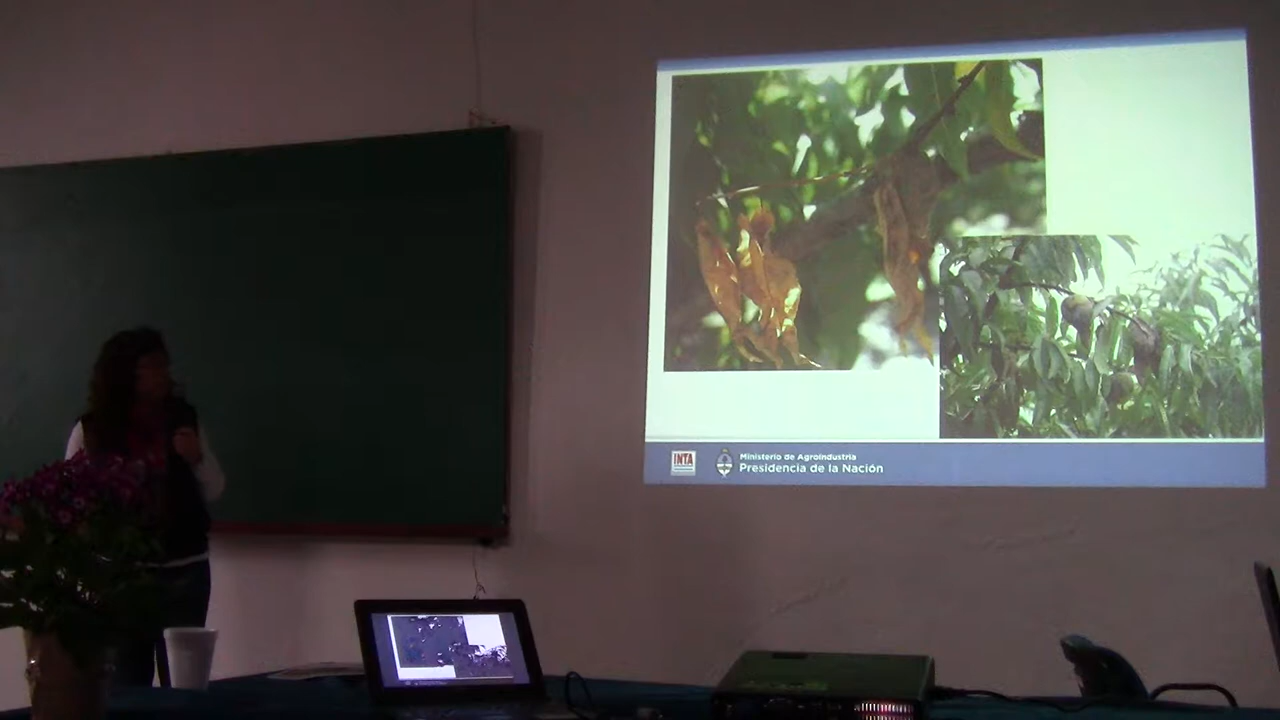 INTA
Ministerio de Agroindustria
Presidencia de la Nación